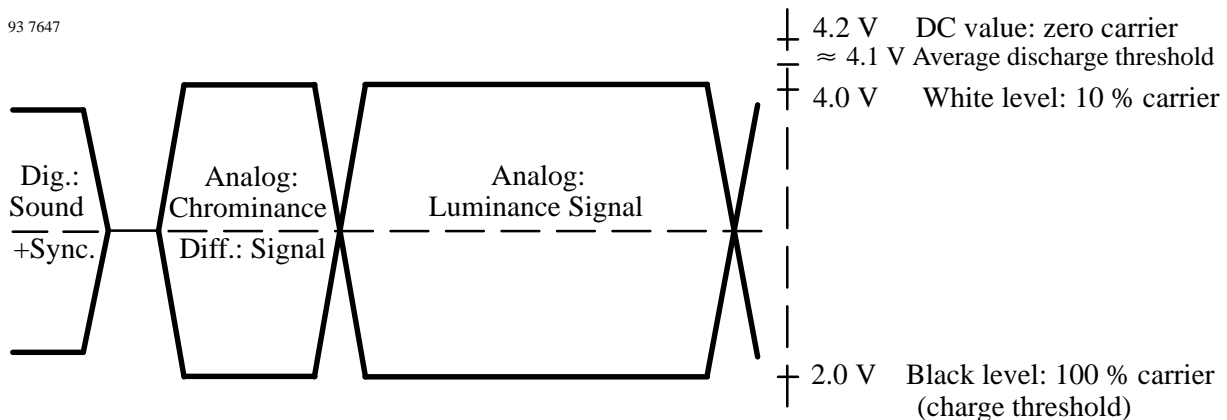 93 7647
4.2 V DC value: zero carrier
≈ 4.1 V Average discharge threshold
4.0 V White level: 10 % carrier
Dig.:
Sound
+Sync.
Analog:
Chrominance
Diff.: Signal
Analog:
Luminance Signal
2.0 V Black level: 100 % carrier
(charge threshold)